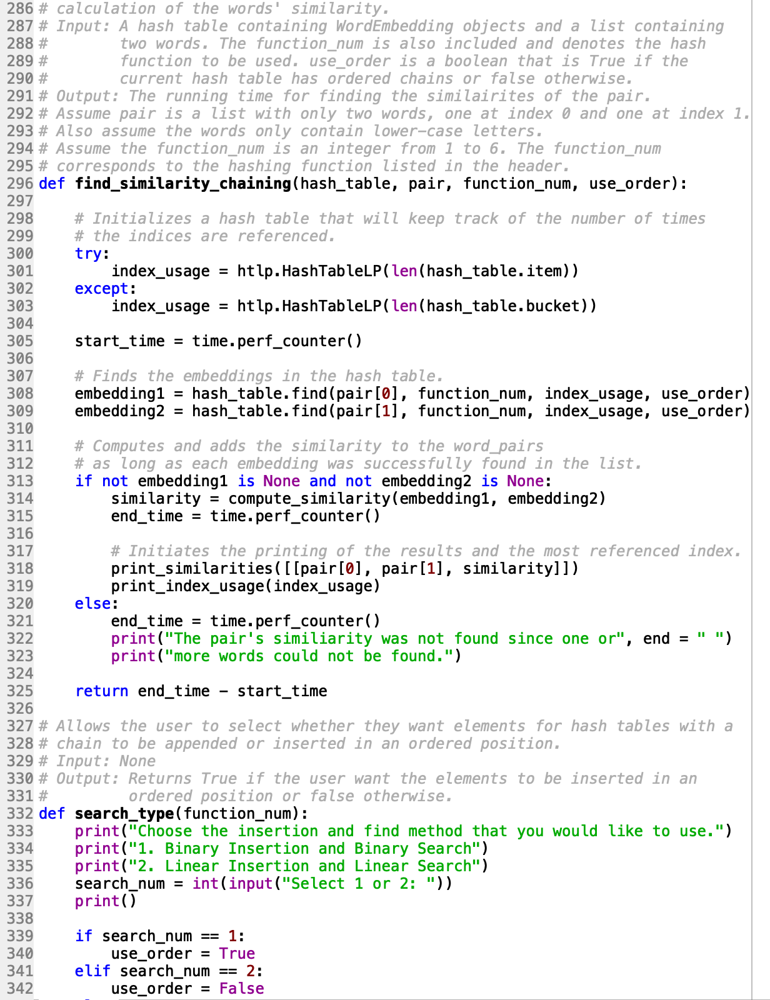 286 # calculation of the words' similarity.
287 # Input: A hash table containing WordEmbedding objects and a list containing
288 #        two words. The function_num is also included and denotes the hash
289 #        function to be used. use_order is a boolean that is True if the
290 #        current hash table has ordered chains or false otherwise.
291 # Output: The running time for finding the similairites of the pair.
292 # Assume pair is a list with only two words, one at index 0 and one at index 1.
293 # Also assume the words only contain lower-case letters.
294 # Assume the function_num is an integer from 1 to 6. The function_num
295 # corresponds to the hashing function listed in the header.
296 def find_similarity_chaining(hash_table, pair, function_num, use_order):
297
298     # Initializes a hash table that will keep track of the number of times
299     # the indices are referenced.
300     try:
301         index_usage = htlp.HashTableLP(len(hash_table.item))
302     except:
303         index_usage = htlp.HashTableLP(len(hash_table.bucket))
304
305     start_time = time.perf_counter()
306
307     # Finds the embeddings in the hash table.
308     embedding1 = hash_table.find(pair[0], function_num, index_usage, use_order)
309     embedding2 = hash_table.find(pair[1], function_num, index_usage, use_order)
310
311     # Computes and adds the similarity to the word_pairs
312     # as long as each embedding was successfully found in the list.
313     if not embedding1 is None and not embedding2 is None:
314         similarity = compute_similarity(embedding1, embedding2)
315         end_time = time.perf_counter()
316
317         # Initiates the printing of the results and the most referenced index.
318         print_similarities([[pair[0], pair[1], similarity]])
319         print_index_usage(index_usage)
320     else:
321         end_time = time.perf_counter()
322         print("The pair's similiarity was not found since one or", end = " ")
323         print("more words could not be found.")
324
325     return end_time - start_time
326
327 # Allows the user to select whether they want elements for hash tables with a
328 # chain to be appended or inserted in an ordered position.
329 # Input: None
330 # Output: Returns True if the user want the elements to be inserted in an
331 #         ordered position or false otherwise.
332 def search_type(function_num):
333     print("Choose the insertion and find method that you would like to use.")
334     print("1. Binary Insertion and Binary Search")
335     print("2. Linear Insertion and Linear Search")
336     search_num = int(input("Select 1 or 2: "))
337     print()
338
339     if search_num == 1:
340         use_order = True
341     elif search_num == 2:
342         use_order = False